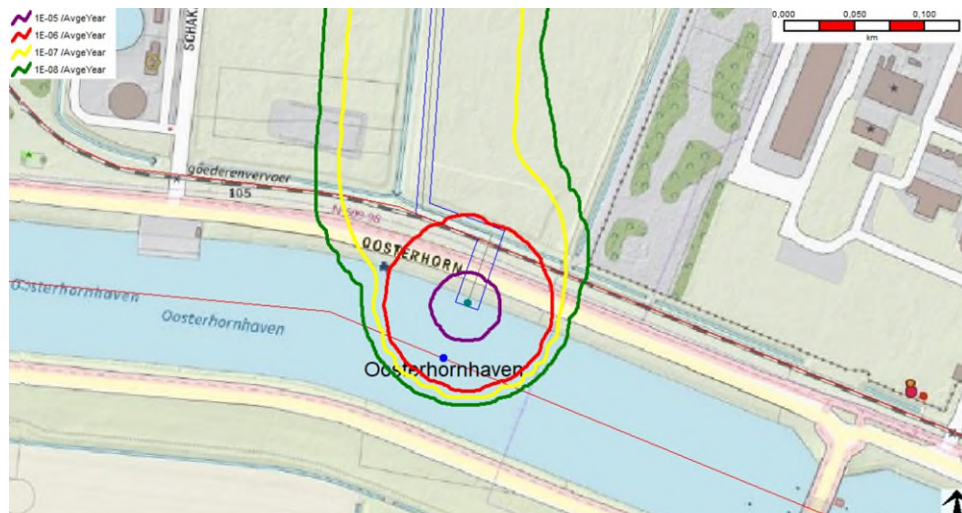 1E-05 /AvgeYear
1E-06 /AvgeYear
1E-07 /AvgeYear
1E-08 /AvgeYear
0,000 0,050 0,100
km
SCHAK
goederenvervoer
105
OOSTERHORN
Oosterhornhaven
Oosterhornhaven
Oosterhornhaven